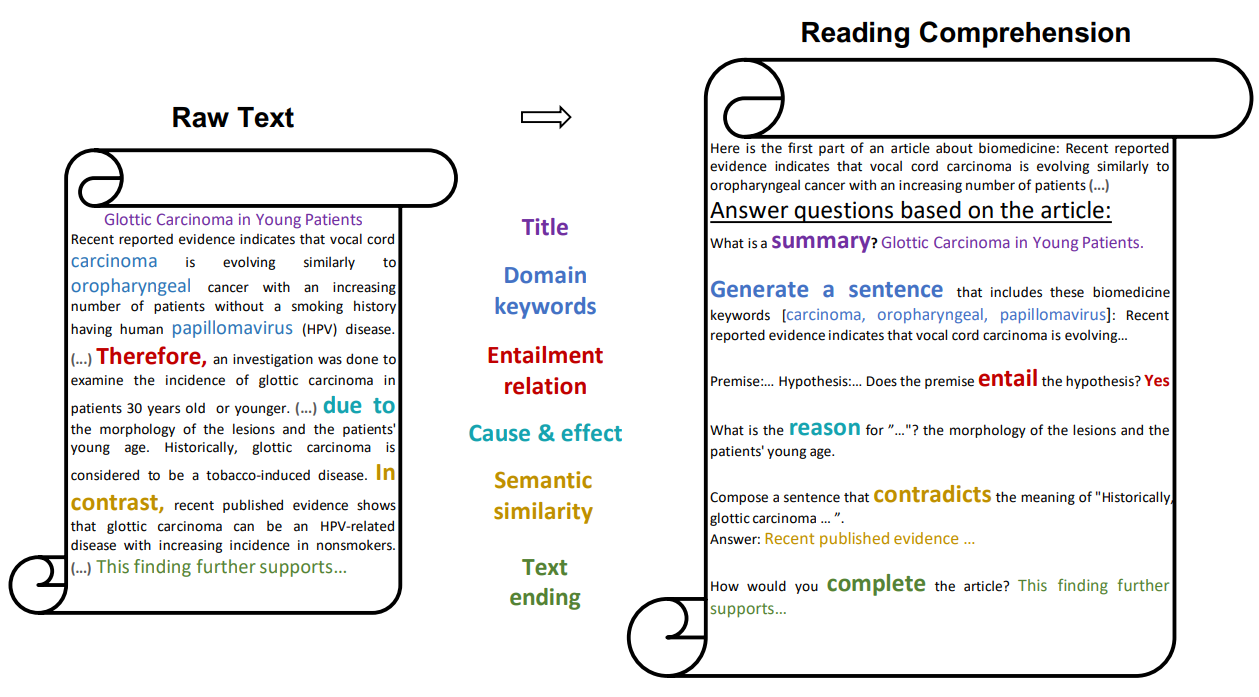 Reading Comprehension
Raw Text
Glottic Carcinoma in Young Patients
Recent reported evidence indicates that vocal cord
carcinoma is evolving similarly to
oropharyngeal cancer with an increasing
number of patients without a smoking history
having human papillomavirus (HPV) disease.
(...) Therefore, an investigation was done to
examine the incidence of glottic carcinoma in
patients 30 years old or younger. (...) due to
the morphology of the lesions and the patients'
young age. Historically, glottic carcinoma is
considered to be a tobacco-induced disease. In
contrast, recent published evidence shows
that glottic carcinoma can be an HPV-related
disease with increasing incidence in nonsmokers.
(...) This finding further supports...
Title
Domain
keywords
Entailment
relation
Cause & effect
Semantic
similarity
Text
ending
Here is the first part of an article about biomedicine: Recent reported
evidence indicates that vocal cord carcinoma is evolving similarly to
oropharyngeal cancer with an increasing number of patients (...)
Answer questions based on the article:
What is a summary? Glottic Carcinoma in Young Patients.
Generate a sentence that includes these biomedicine
keywords [carcinoma, oropharyngeal, papillomavirus]: Recent
reported evidence indicates that vocal cord carcinoma is evolving...
Premise:... Hypothesis:... Does the premise entail the hypothesis? Yes
What is the reason for "..."? the morphology of the lesions and the
patients' young age.
Compose a sentence that contradicts the meaning of "Historically,
glottic carcinoma ... ".
Answer: Recent published evidence ...
How would you complete the article? This finding further
supports...